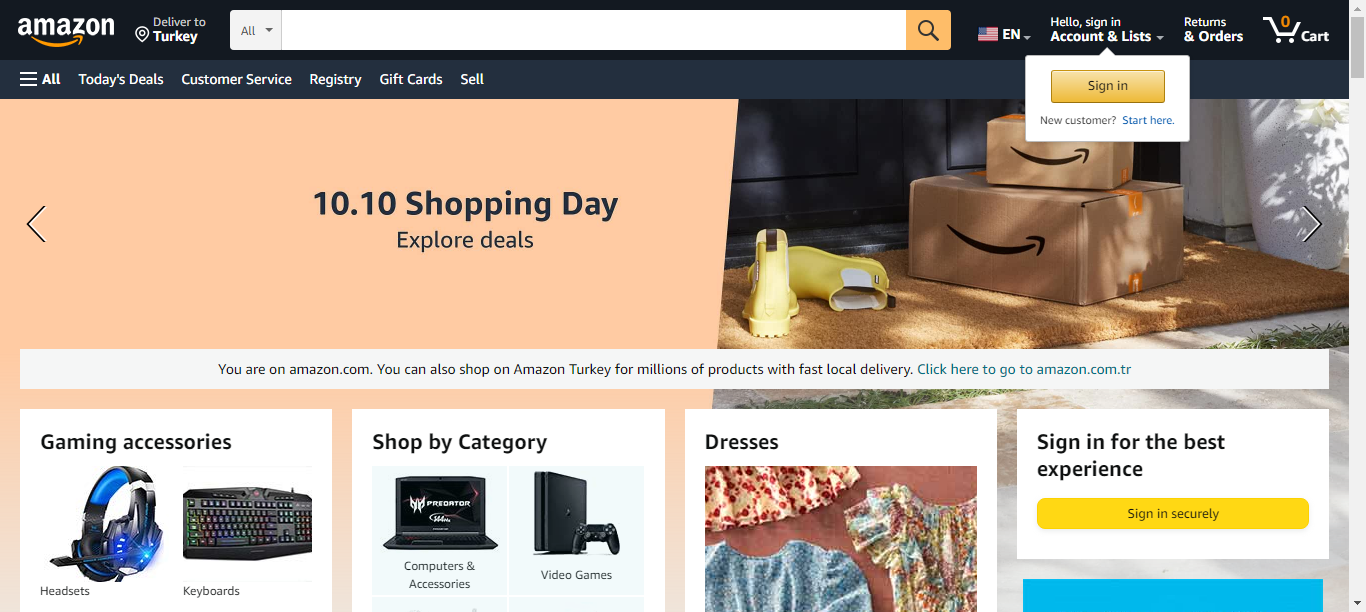 amazon
Deliver to
Turkey
All
EN
Hello, sign in
Account & Lists
Returns
& Orders
0
Cart
All
Today's Deals
Customer Service
Registry
Gift Cards
Sell
Sign in
New customer? Start here.
10.10 Shopping Day
Explore deals
You are on amazon.com. You can also shop on Amazon Turkey for millions of products with fast local delivery. Click here to go to amazon.com.tr
Gaming accessories
Headsets
Keyboards
Shop by Category
PREDATOR
Computers &
Accessories
Video Games
Dresses
Sign in for the best
experience
Sign in securely